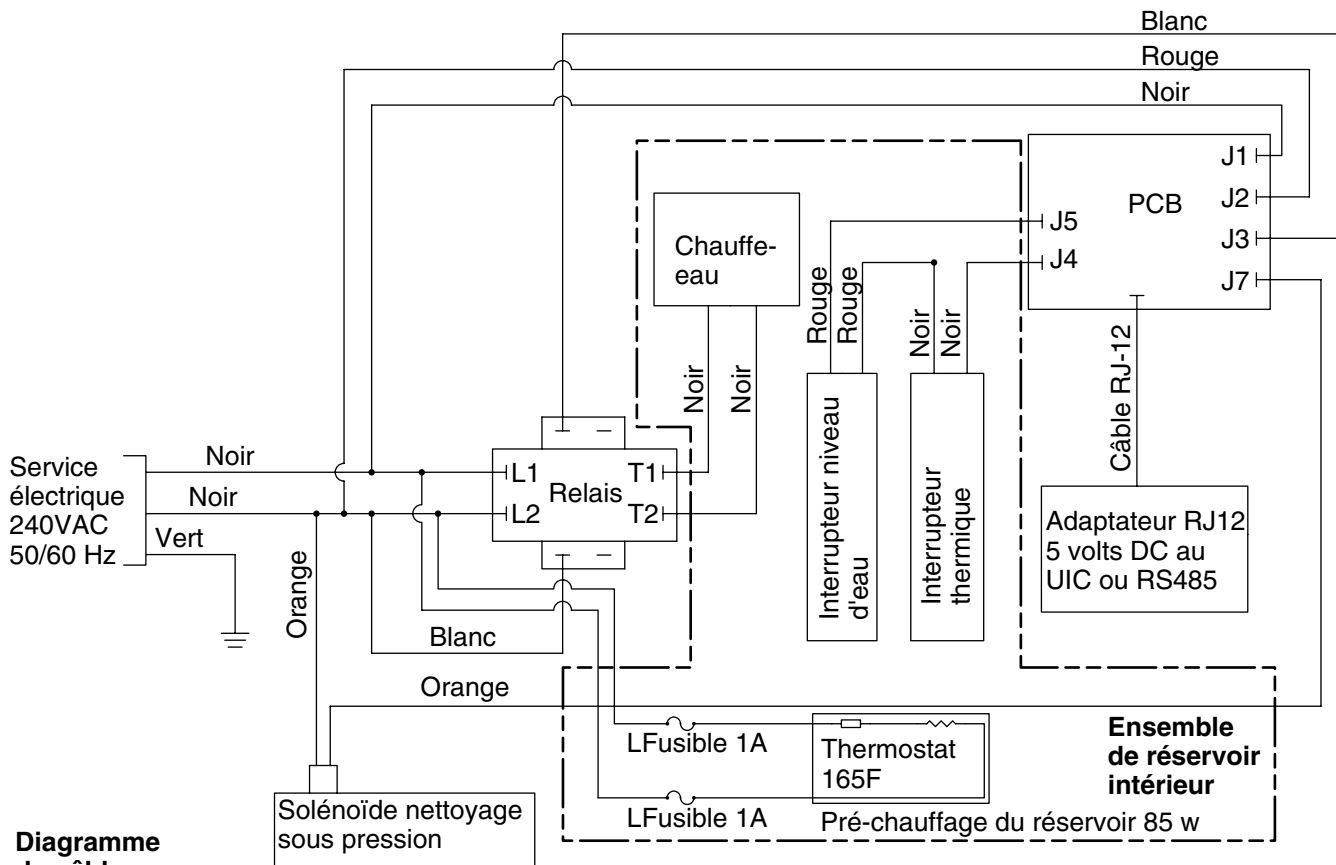 Blanc
Rouge
Noir
J1
PCB
J2
J5
J3
J4
J7
Chauffe-
eau
Rouge
Rouge
Noir
Noir
Noir
Noir
Câble RJ-12
Service
électrique
240VAC
50/60 Hz
Noir
Noir
Vert
L1
T1
Relais
L2
T2
Interrupteur niveau
d'eau
Interrupteur
thermique
Adaptateur RJ12
5 volts DC au
UIC ou RS485
Orange
Blanc
Orange
LFusible 1A
Thermostat
165F
Ensemble
de réservoir
intérieur
LFusible 1A
Pré-chauffage du réservoir 85 w
Solénoïde nettoyage
sous pression
Diagramme